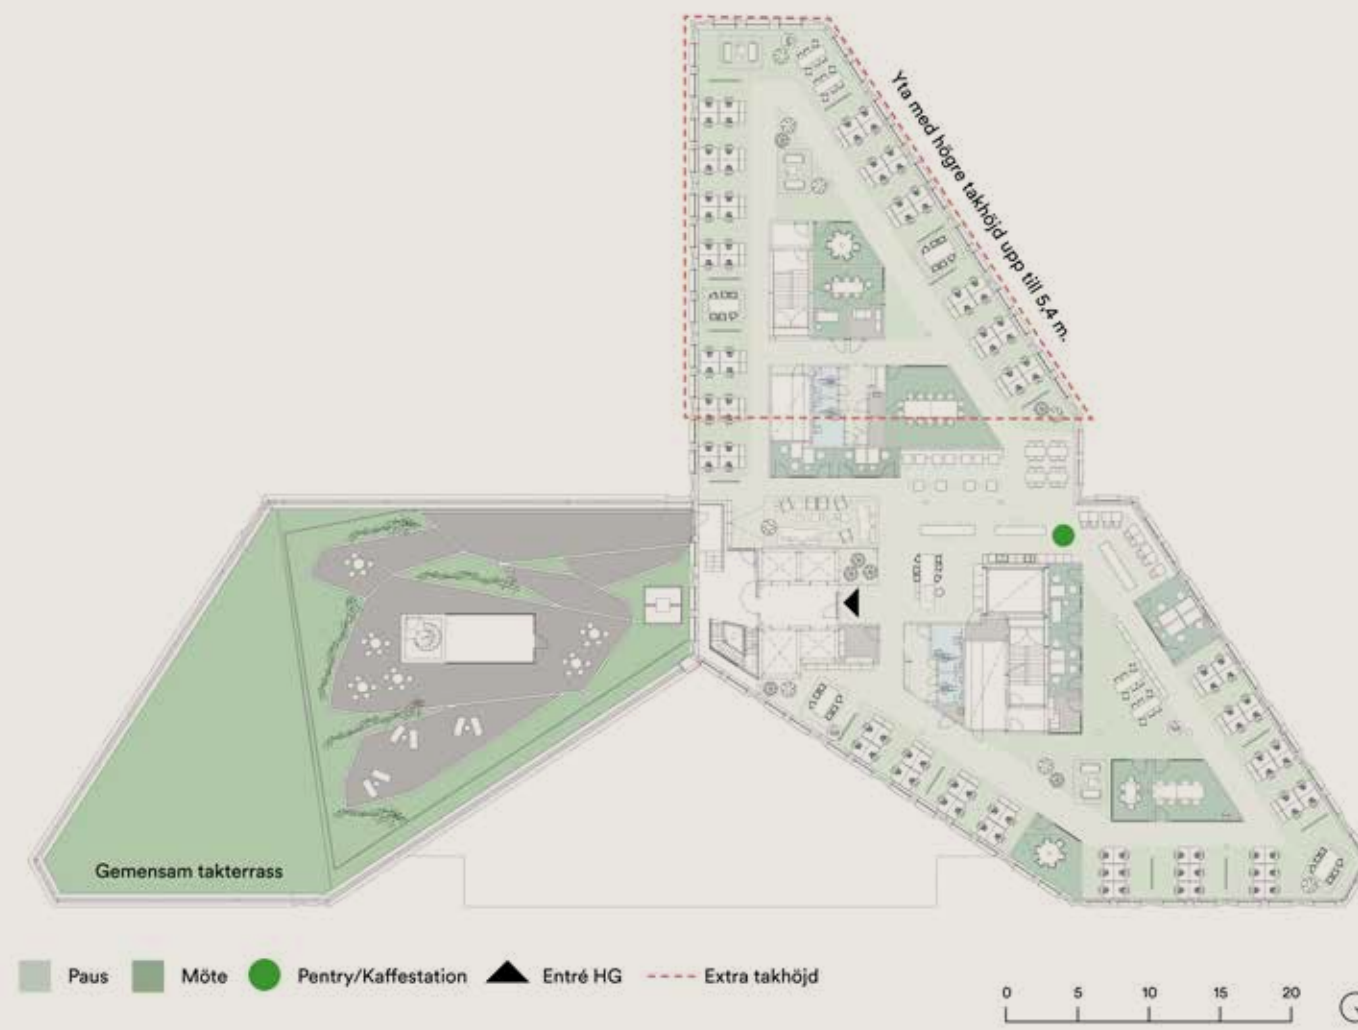 Yta med högre takhöjd upp till 5,4 m.
Gemensam takterrass
Paus Möte Pentry/Kaffestation Entré HG Extra takhöjd
0 5 10 15 20